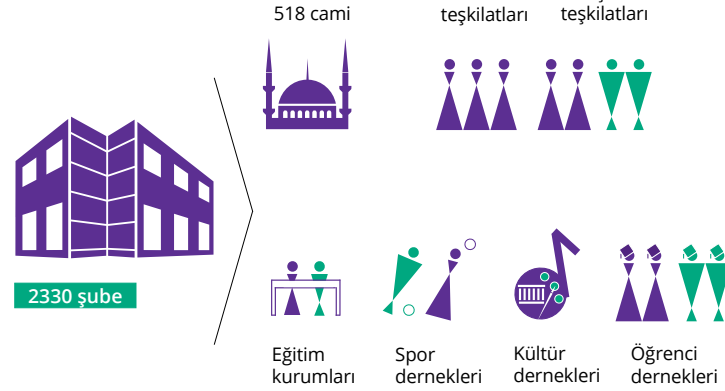 518 cami
teşkilatları
teşkilatları
2330 şube
Eğitim
kurumları
Spor
dernekleri
Kültür
dernekleri
Öğrenci
dernekleri